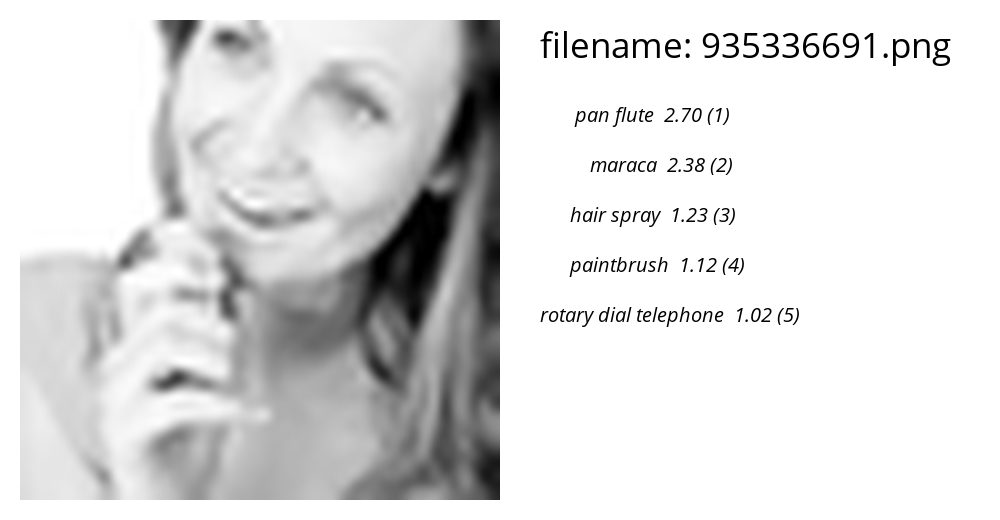 filename: 935336691.png
pan flute 2.70 (1)
maraca 2.38 (2)
hair spray 1.23 (3)
paintbrush 1.12 (4)
rotary dial telephone 1.02 (5)